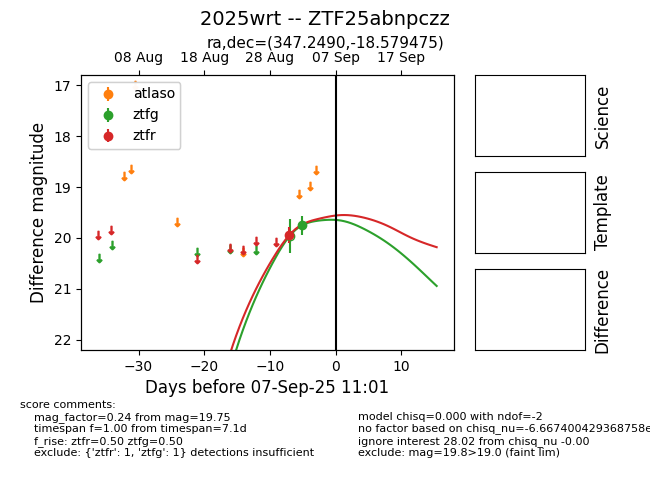 2025wrt -- ZTF25abnpczz
ra,dec=(347.2490,-18.579475)
08 Aug 18 Aug 28 Aug 07 Sep 17 Sep
atlaso
ztfg
ztfr
17
18
19
20
21
22
Difference magnitude
−30 −20 −10 0 10
Days before 07-Sep-25 11:01
Science
Template
Difference
score comments:
mag_factor=0.24 from mag=19.75
timespan f=1.00 from timespan=7.1d
f_rise: ztfr=0.50 ztfg=0.50
exclude: {'ztfr': 1, 'ztfg': 1} detections insufficient
model chisq=0.000 with ndof=-2
no factor based on chisq_nu=-6.667400429368758e
ignore interest 28.02 from chisq_nu -0.00
exclude: mag=19.8>19.0 (faint lim)